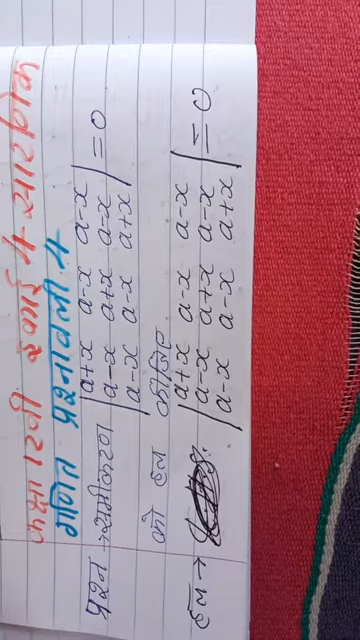 कक्षा 12वी इकाई 4 सारणिक
गणित प्रश्नावली 4
प्रश्न → समीकरण | a+x a-x a-x |
| a-x a+x a-x | = 0
| a-x a-x a+x |
को हल कीजिए
हल → | a+x a-x a-x |
| a-x a+x a-x | = 0
| a-x a-x a+x |